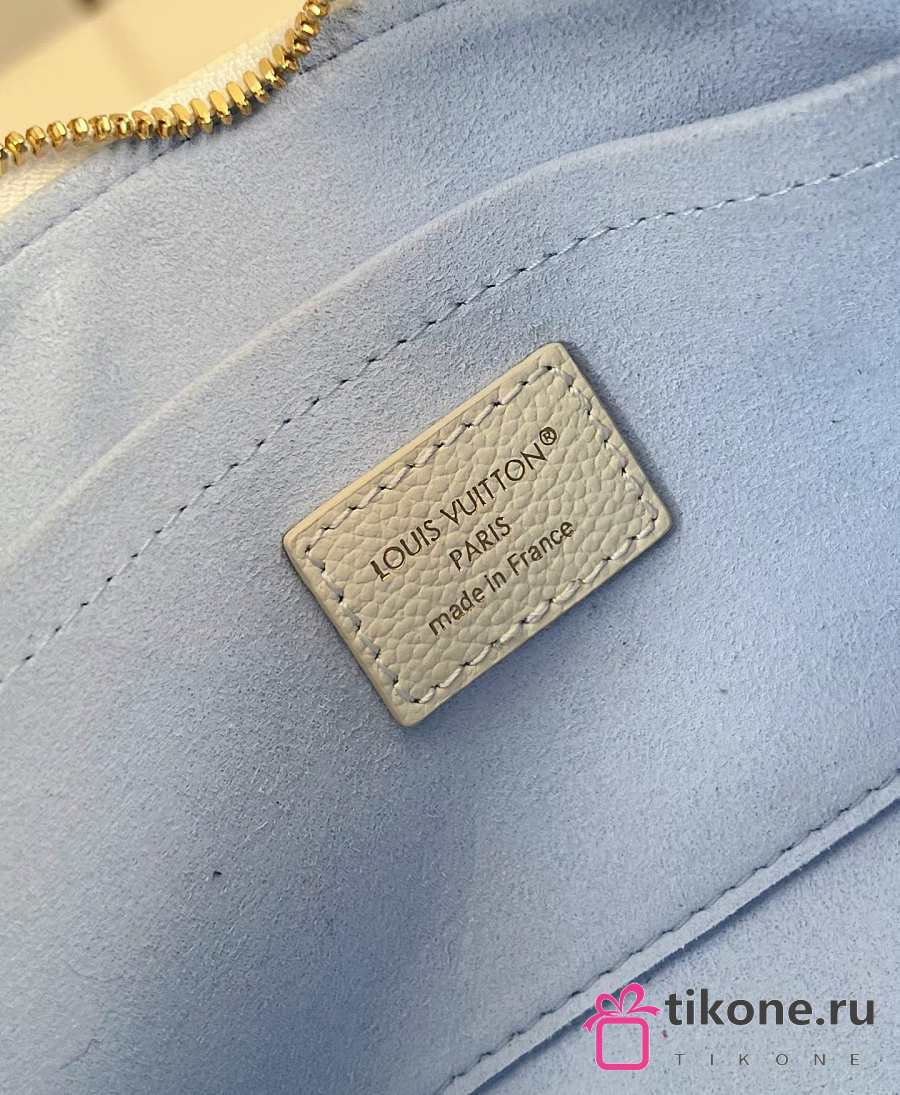 LOUIS VUITTON®
PARIS
made in France
tikone.ru
TIKONE